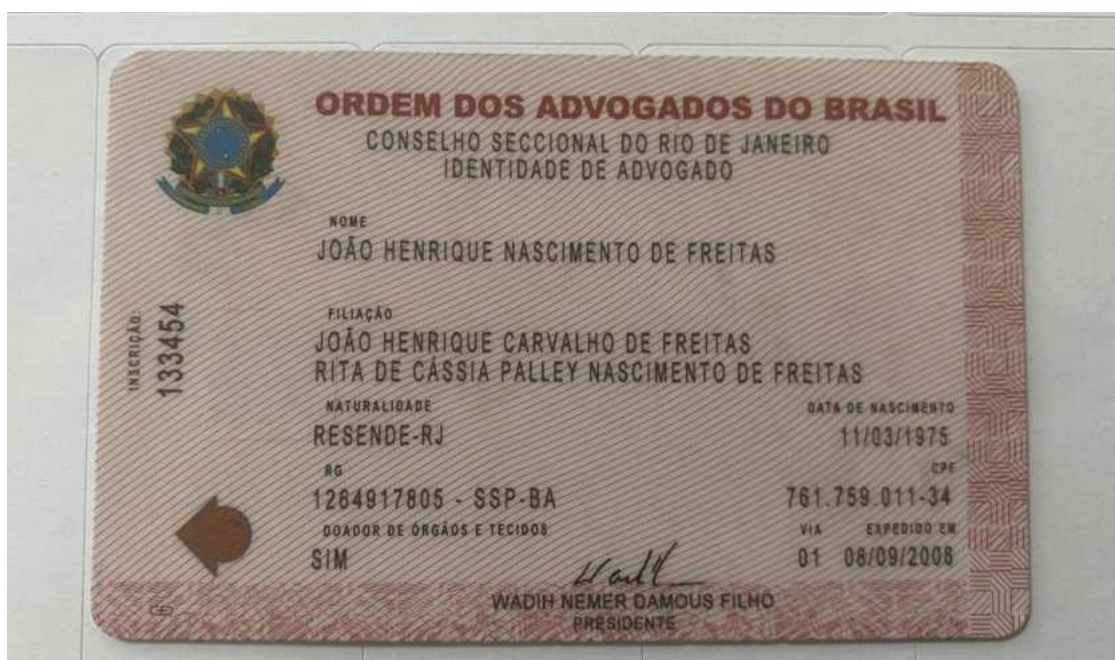 ORDEM DOS ADVOGADOS DO BRASIL
CONSELHO SECCIONAL DO RIO DE JANEIRO
IDENTIDADE DE ADVOGADO
NOME
JOÃO HENRIQUE NASCIMENTO DE FREITAS
INSCRIÇÃO:
133454
FILIAÇÃO
JOÃO HENRIQUE CARVALHO DE FREITAS
RITA DE CÁSSIA PALLEY NASCIMENTO DE FREITAS
NATURALIDADE DATA DE NASCIMENTO
RESENDE-RJ 11/03/1975
RG CPF
1264917805 - SSP-BA 761.759.011-34
DOADOR DE ÓRGÃOS E TECIDOS VIA EXPEDIDO EM
SIM 01 08/09/2008
WADIH NEMER DAMOUS FILHO
PRESIDENTE